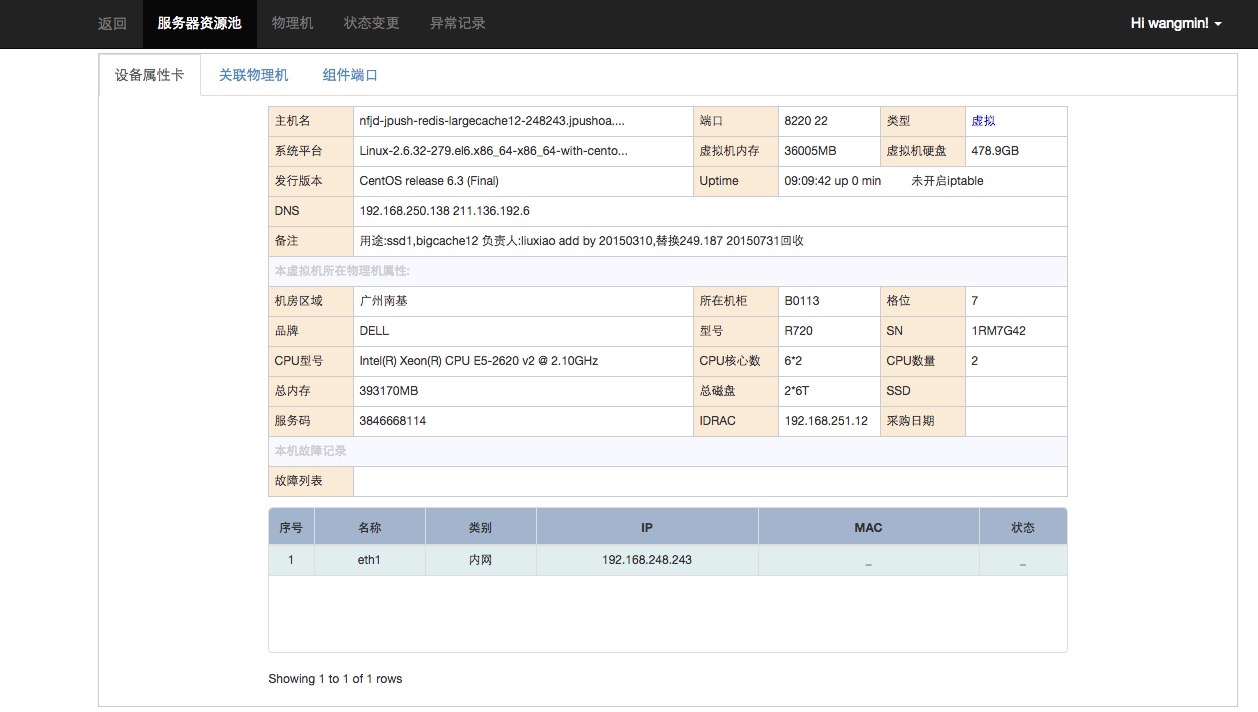 返回 服务器资源池 物理机 状态变更 异常记录 Hi wangmin!
设备属性卡 关联物理机 组件端口
主机名 nfjd-jpush-redis-largecache12-248243.jpushoa.... 端口 8220 22 类型 虚拟
系统平台 Linux-2.6.32-279.el6.x86_64-x86_64-with-cento... 虚拟机内存 36005MB 虚拟机硬盘 478.9GB
发行版本 CentOS release 6.3 (Final) Uptime 09:09:42 up 0 min 未开启iptable
DNS 192.168.250.138 211.136.192.6
备注 用途:ssd1,bigcache12 负责人:liuxiao add by 20150310,替换249.187 20150731回收
本虚拟机所在物理机属性:
机房区域 广州南基 所在机柜 B0113 格位 7
品牌 DELL 型号 R720 SN 1RM7G42
CPU型号 Intel(R) Xeon(R) CPU E5-2620 v2 @ 2.10GHz CPU核心数 6*2 CPU数量 2
总内存 393170MB 总磁盘 2*6T SSD
服务码 3846668114 IDRAC 192.168.251.12 采购日期
本机故障记录
故障列表
序号 名称 类别 IP MAC 状态
1 eth1 内网 192.168.248.243 _ _
Showing 1 to 1 of 1 rows